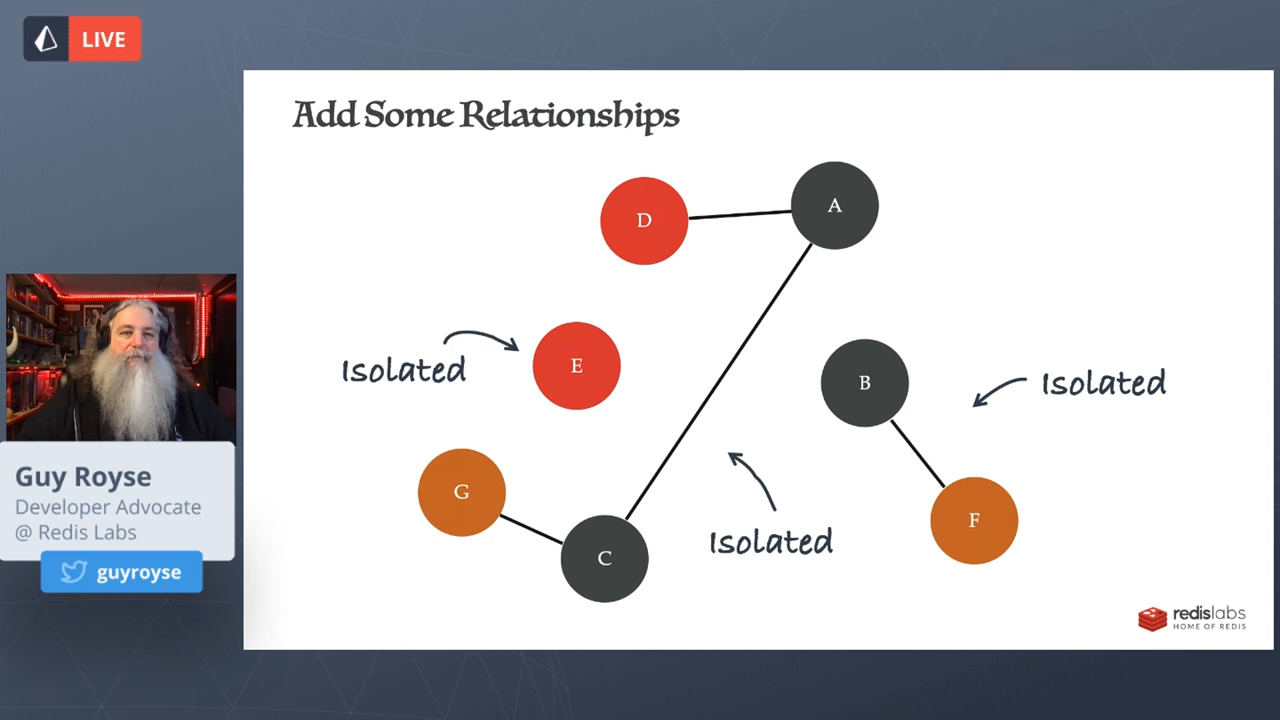 LIVE
Add Some Relationships
D
A
Isolated
E
B
Isolated
G
F
C
Isolated
Guy Royse
Developer Advocate
@ Redis Labs
guyroyse
redislabs
HOME OF REDIS